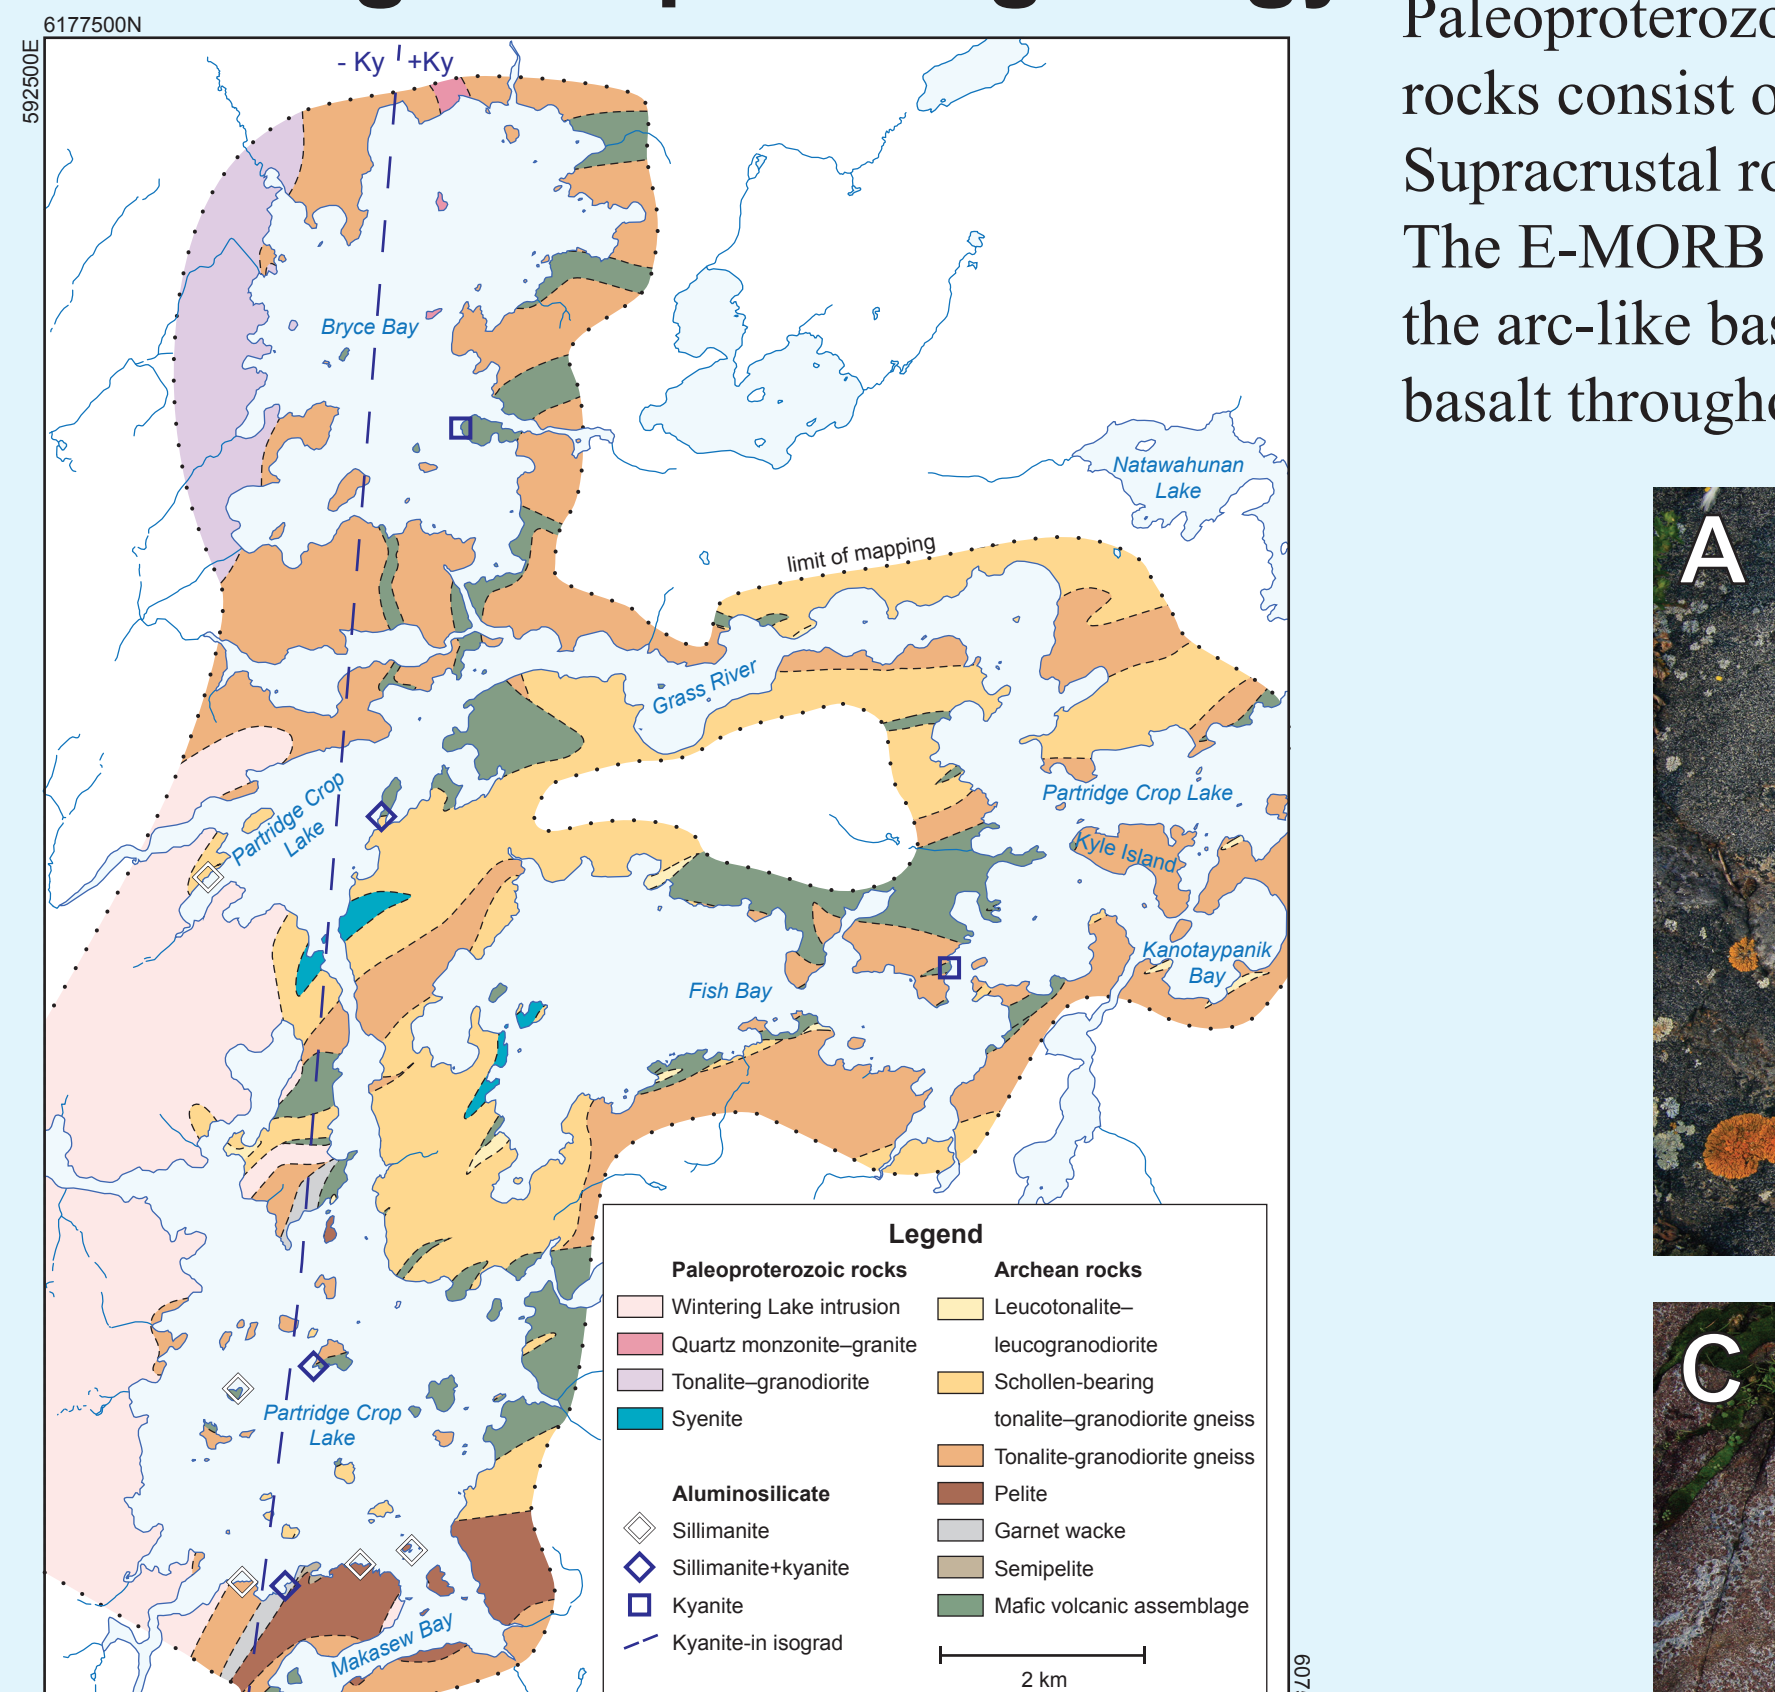 6177500N
592500E
- Ky
+Ky
Bryce Bay
Natawahunan
Lake
limit of mapping
Grass River
Partridge Crop
Lake
Partridge Crop Lake
Kyle Island
Kanotaypanik
Bay
Fish Bay
Partridge Crop
Lake
Makasew Bay
Legend
Paleoproterozoic rocks
Wintering Lake intrusion
Quartz monzonite–granite
Tonalite–granodiorite
Syenite
Aluminosilicate
Sillimanite
Sillimanite+kyanite
Kyanite
Kyanite-in isograd
Archean rocks
Leucotonalite–
leucogranodiorite
Schollen-bearing
tonalite–granodiorite gneiss
Tonalite-granodiorite gneiss
Pelite
Garnet wacke
Semipelite
Mafic volcanic assemblage
2 km
rocks consist
Supracrustal
The E-MORB
the arc-like
A
C